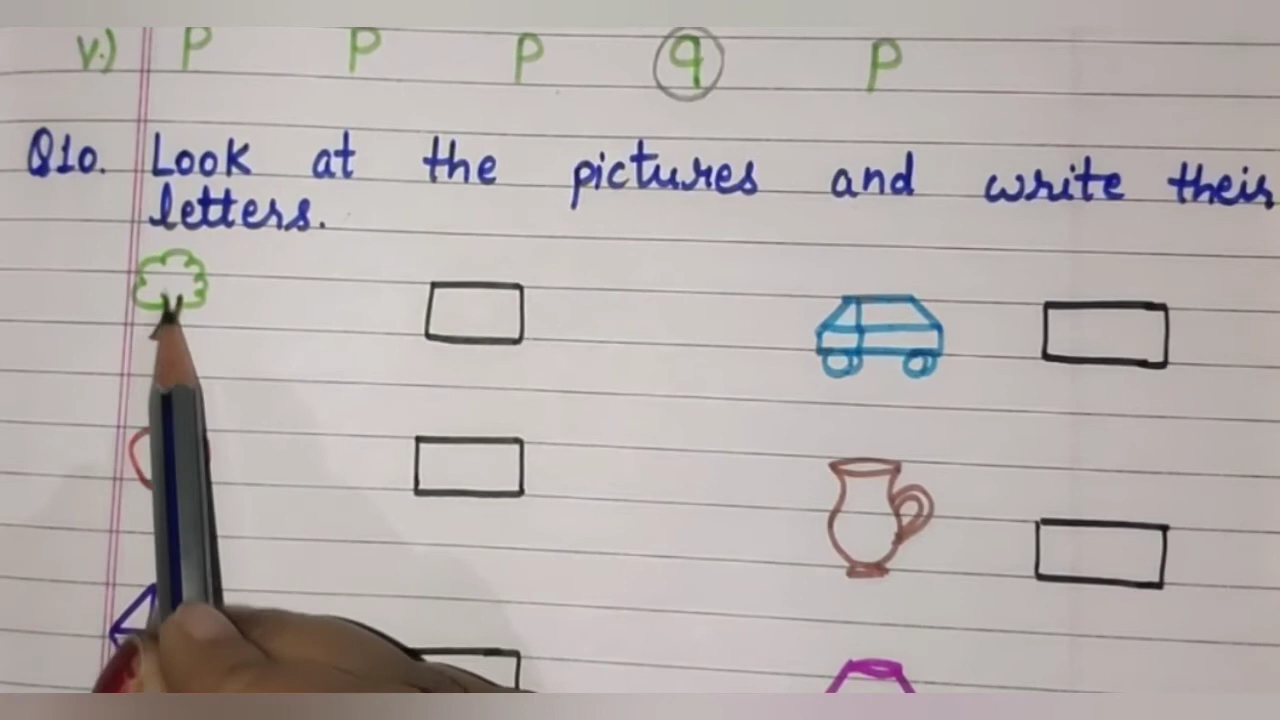 v.) p p p q p
Q10. Look at the pictures and write their
letters.